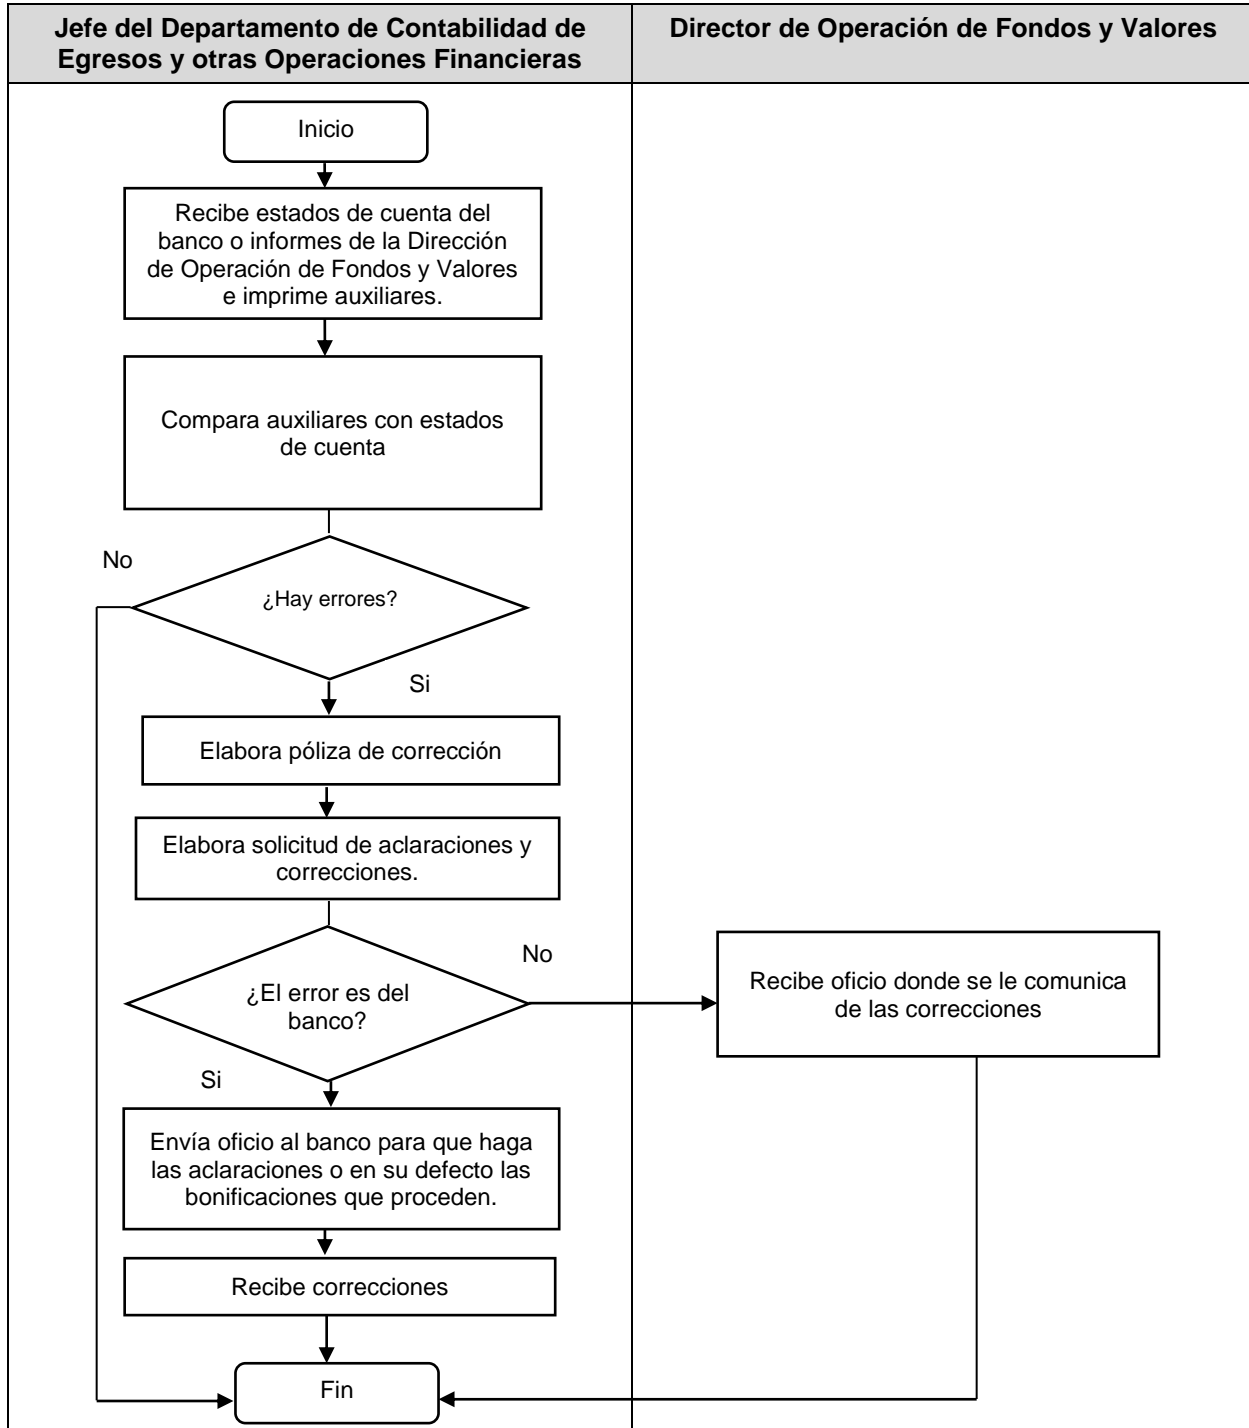 Jefe del Departamento de Contabilidad de
Egresos y otras Operaciones Financieras
Director de Operación de Fondos y Valores
Inicio
Recibe estados de cuenta del
banco o informes de la Dirección
de Operación de Fondos y Valores
e imprime auxiliares.
Compara auxiliares con estados
de cuenta
No
¿Hay errores?
Si
Elabora póliza de corrección
Elabora solicitud de aclaraciones y
correcciones.
No
¿El error es del
banco?
Recibe oficio donde se le comunica
de las correcciones
Si
Envía oficio al banco para que haga
las aclaraciones o en su defecto las
bonificaciones que proceden.
Recibe correcciones
Fin